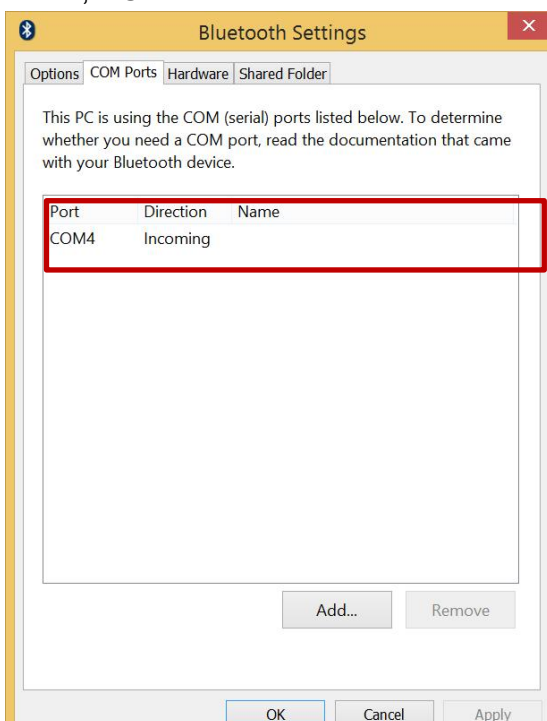 Bluetooth Settings
Options COM Ports Hardware Shared Folder
This PC is using the COM (serial) ports listed below. To determine
whether you need a COM port, read the documentation that came
with your Bluetooth device.
Port Direction Name
COM4 Incoming
Add... Remove
OK Cancel Apply